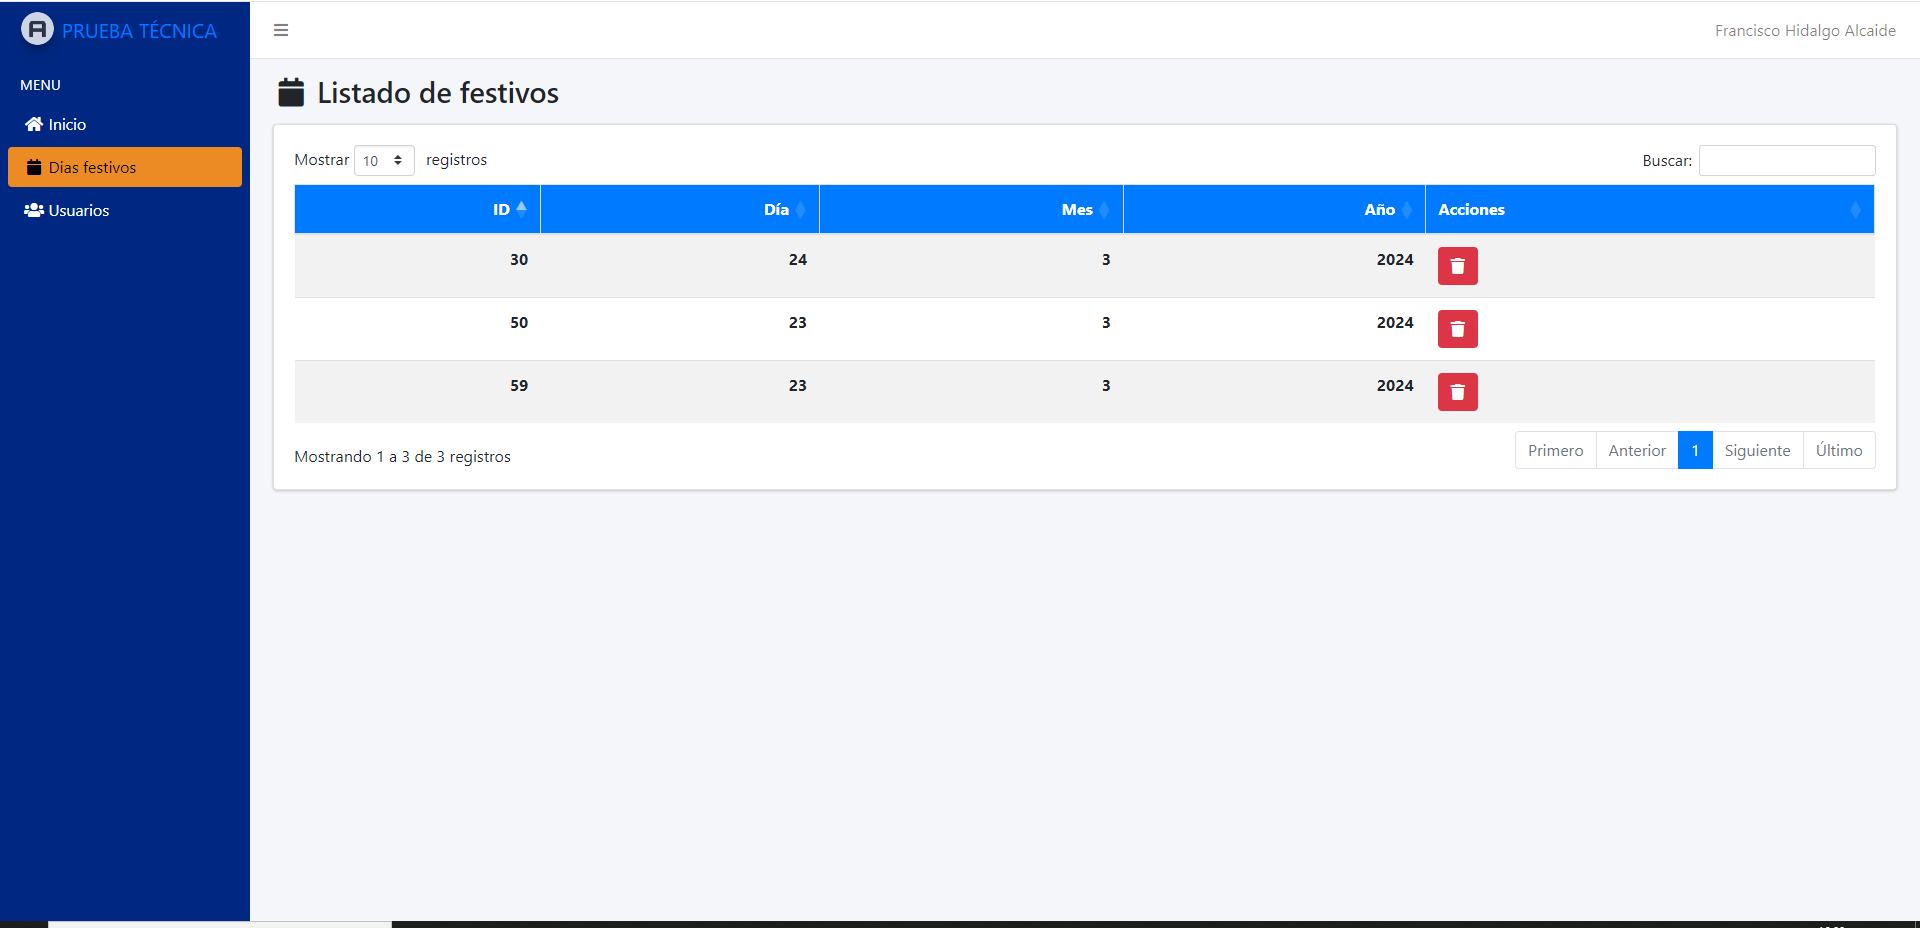 PRUEBA TÉCNICA
Francisco Hidalgo Alcaide
MENU
Inicio
Dias festivos
Usuarios
Listado de festivos
Mostrar 10 registros
Buscar:
ID Día Mes Año Acciones
30 24 3 2024
50 23 3 2024
59 23 3 2024
Mostrando 1 a 3 de 3 registros
Primero Anterior 1 Siguiente Último